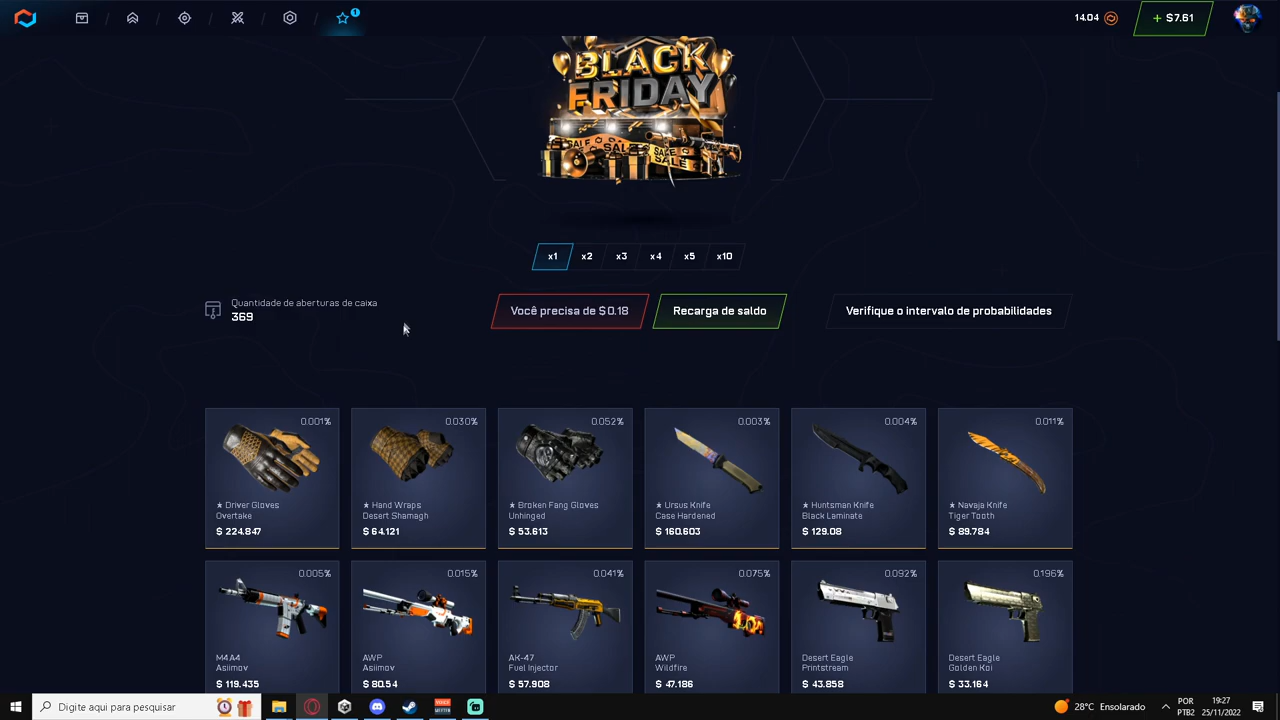 1
14.04
+ $7.61
BLACK
FRIDAY
SALE SALE SALE
SALE
x1 x2 x3 x4 x5 x10
Quantidade de aberturas de caixa
369
Você precisa de $ 0.18
Recarga de saldo
Verifique o intervalo de probabilidades
0.001%
★ Driver Gloves
Overtake
$ 224.847
0.030%
★ Hand Wraps
Desert Shamagh
$ 64.121
0.052%
★ Broken Fang Gloves
Unhinged
$ 53.613
0.003%
★ Ursus Knife
Case Hardened
$ 160.603
0.004%
★ Huntsman Knife
Black Laminate
$ 129.08
0.011%
★ Navaja Knife
Tiger Tooth
$ 89.784
0.005%
M4A4
Asiimov
$ 119.435
0.015%
AWP
Asiimov
$ 80.54
0.041%
AK-47
Fuel Injector
$ 57.908
0.075%
AWP
Wildfire
$ 47.186
0.092%
Desert Eagle
Printstream
$ 43.858
0.196%
Desert Eagle
Golden Koi
$ 33.164
Digite aqui para pesquisar
28°C Ensolarado
POR
PTB2
19:27
25/11/2022